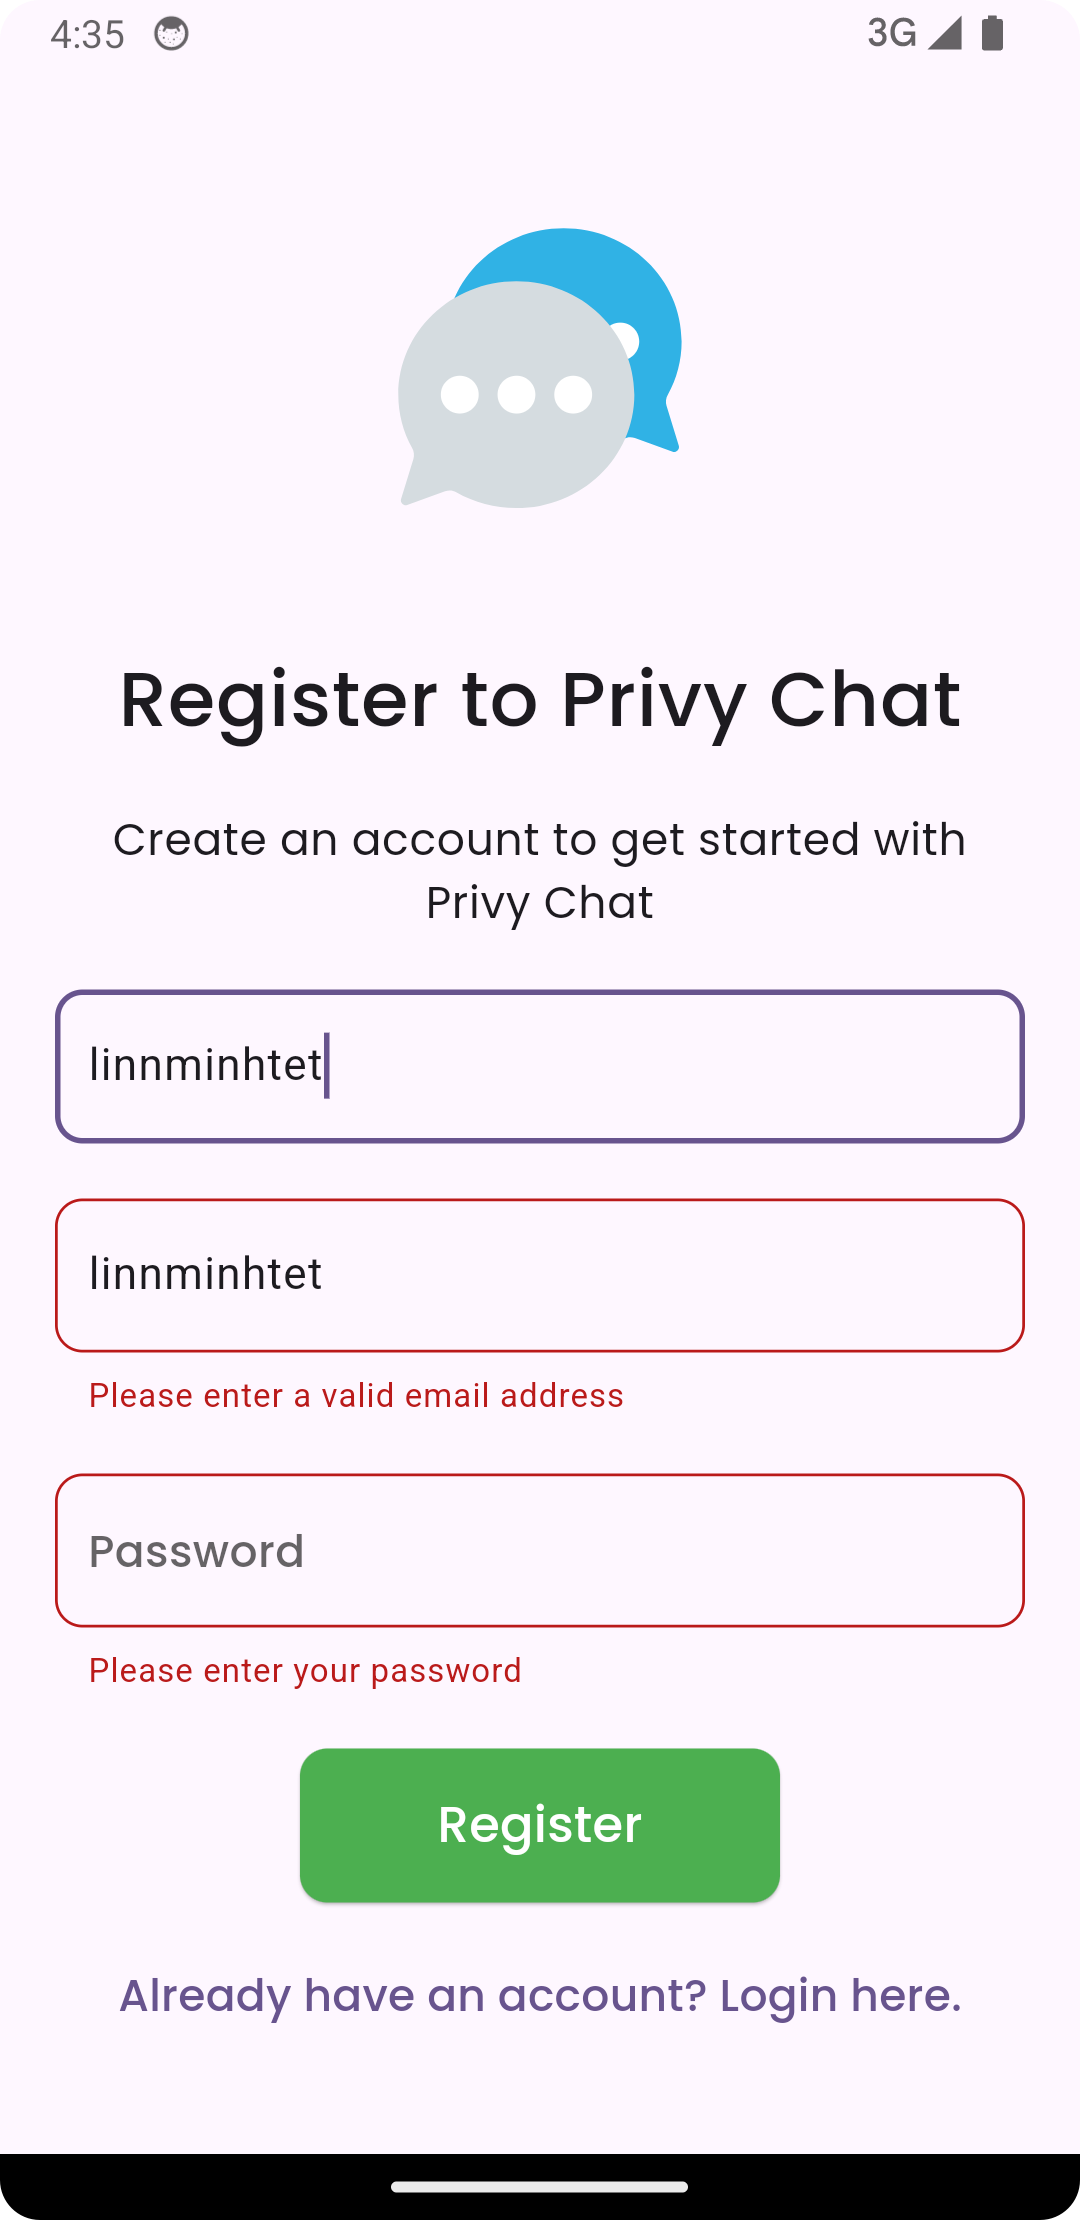 4:35
3G
Register to Privy Chat
Create an account to get started with
Privy Chat
linnminhtet
linnminhtet
Please enter a valid email address
Password
Please enter your password
Register
Already have an account? Login here.